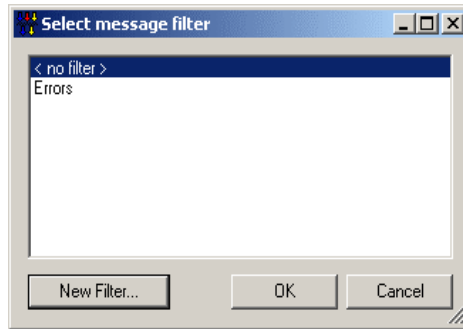 Select message filter
< no filter >
Errors
New Filter...
OK
Cancel